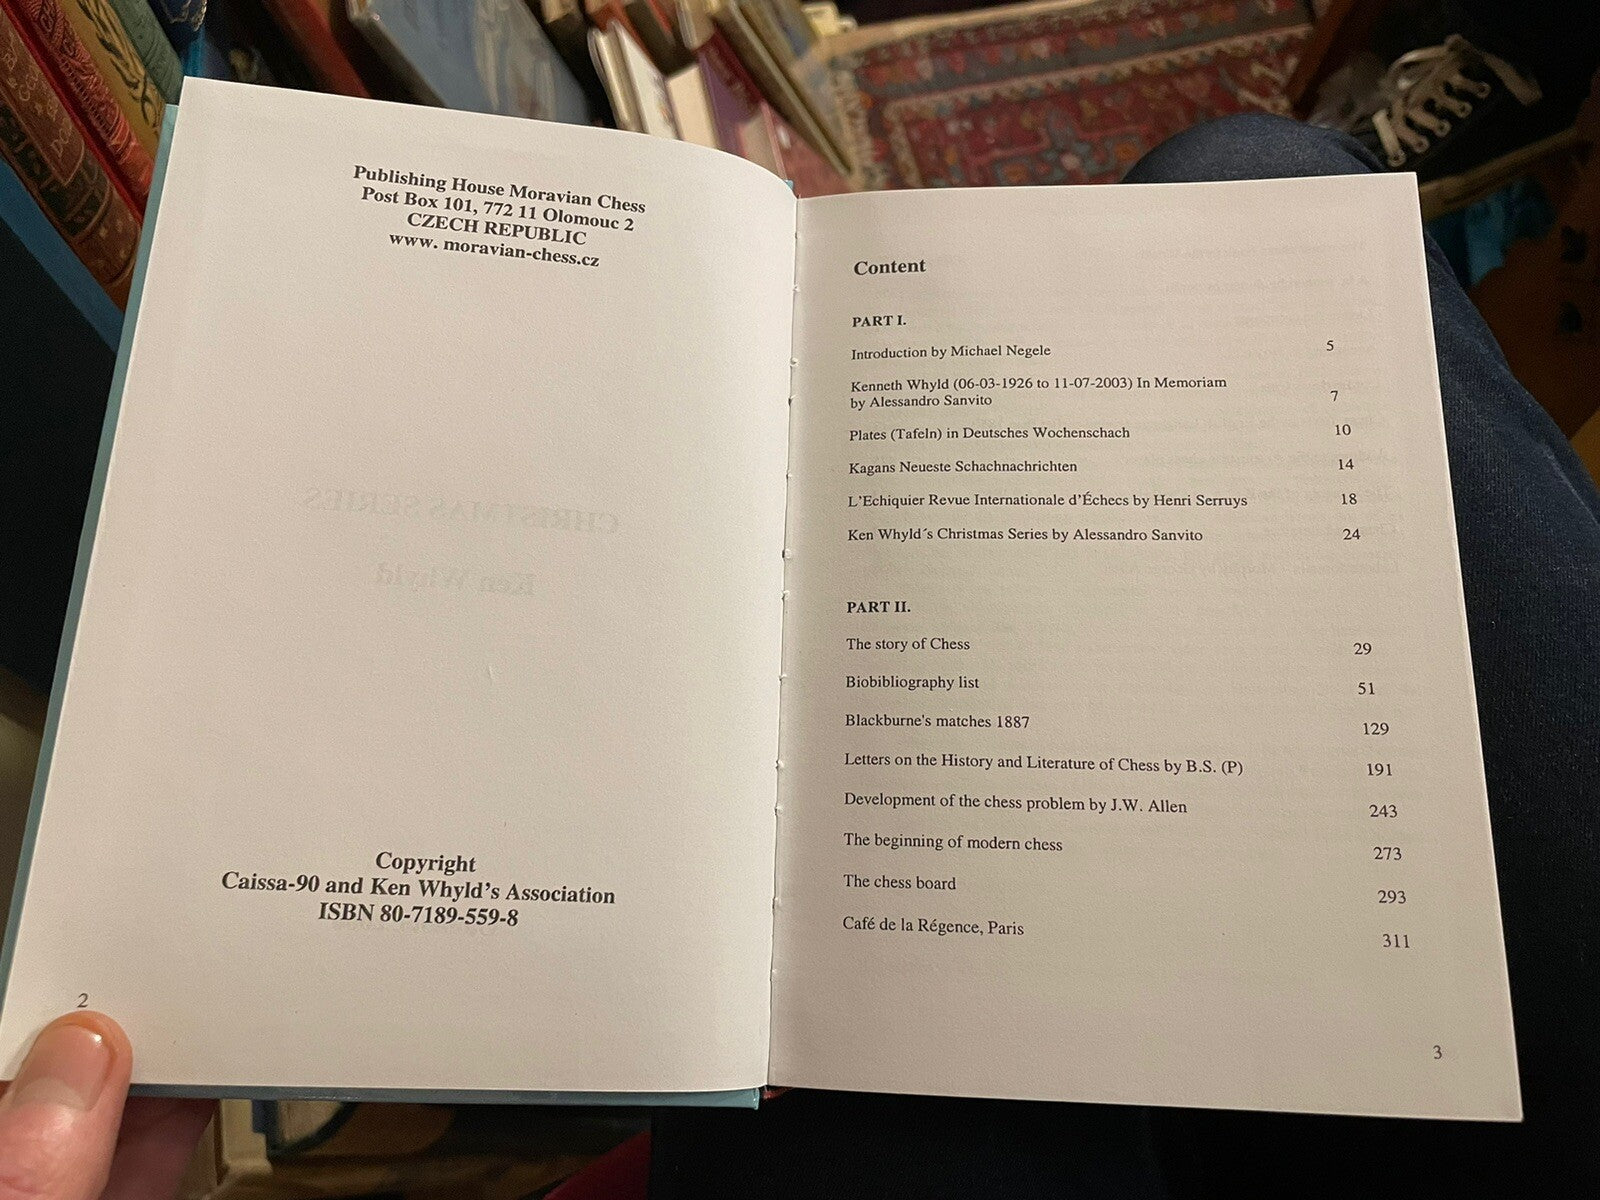 Publishing House Moravian Chess
Post Box 101, 772 11 Olomouc 2
CZECH REPUBLIC
www. moravian-chess.cz
CHRISTMAS SERIES
Ken Whyld
Copyright
Caissa-90 and Ken Whyld's Association
ISBN 80-7189-559-8
2
Content
PART I.
Introduction by Michael Negele 5
Kenneth Whyld (06-03-1926 to 11-07-2003) In Memoriam
by Alessandro Sanvito 7
Plates (Tafeln) in Deutsches Wochenschach 10
Kagans Neueste Schachnachrichten 14
L'Echiquier Revue Internationale d'Échecs by Henri Serruys 18
Ken Whyld´s Christmas Series by Alessandro Sanvito 24
PART II.
The story of Chess 29
Biobibliography list 51
Blackburne's matches 1887 129
Letters on the History and Literature of Chess by B.S. (P) 191
Development of the chess problem by J.W. Allen 243
The beginning of modern chess 273
The chess board 293
Café de la Régence, Paris 311
3